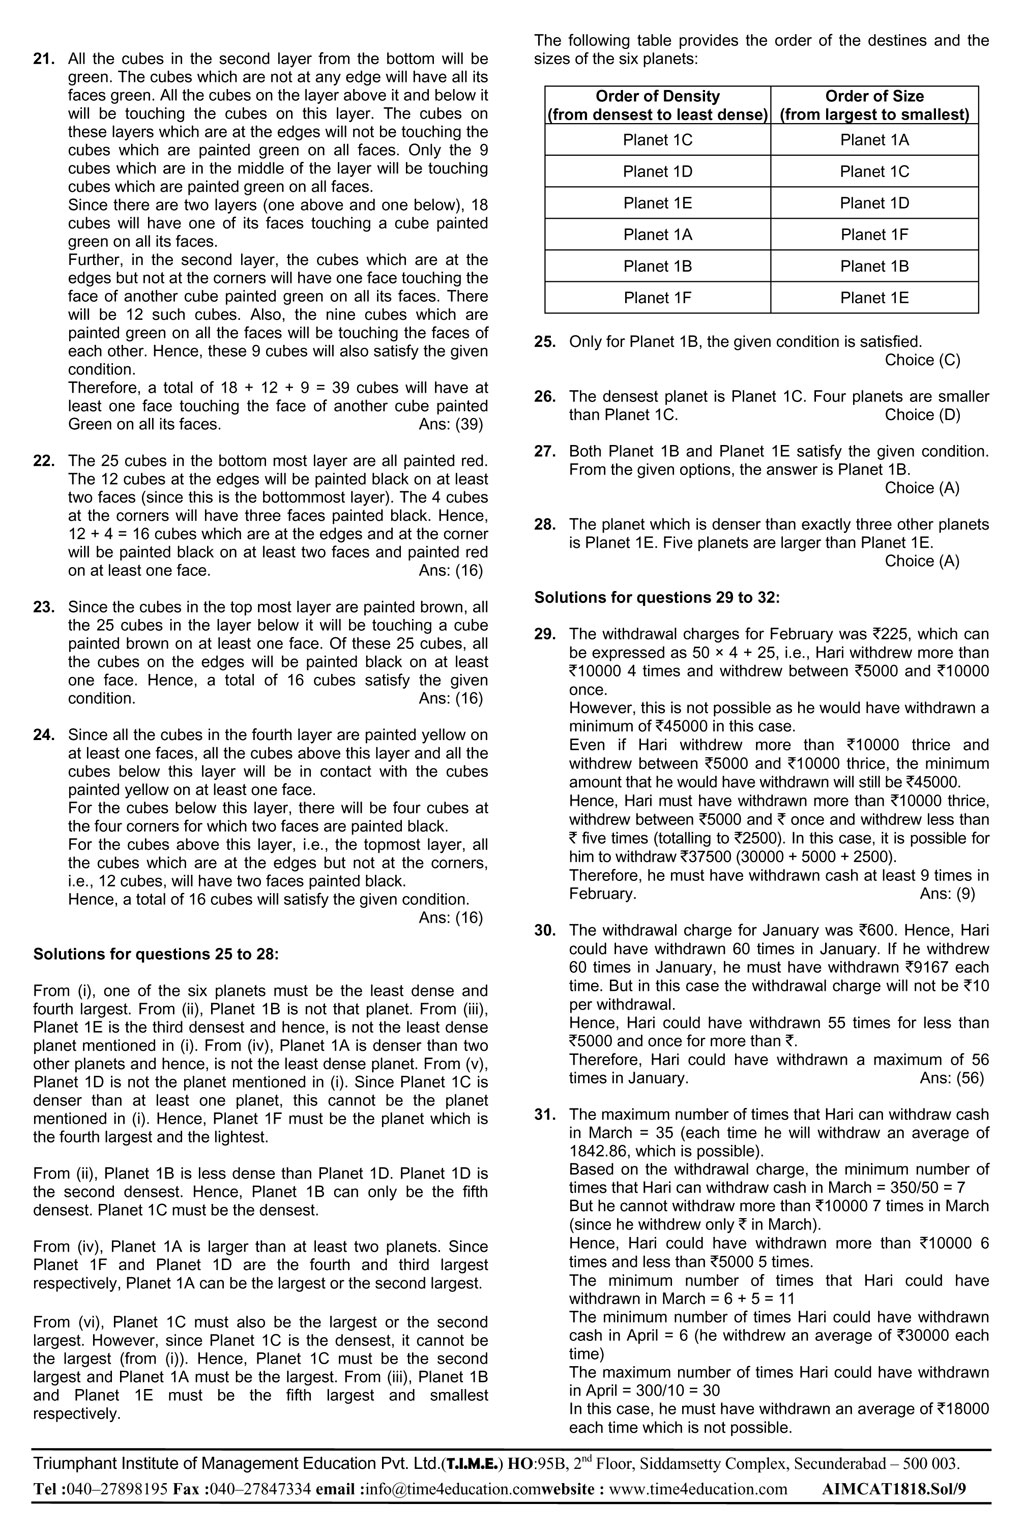 21. All the cubes in the second layer from the bottom will be
green. The cubes which are not at any edge will have all its
faces green. All the cubes on the layer above it and below it
will be touching the cubes on this layer. The cubes on
these layers which are at the edges will not be touching the
cubes which are painted green on all faces. Only the 9
cubes which are in the middle of the layer will be touching
cubes which are painted green on all faces.
Since there are two layers (one above and one below), 18
cubes will have one of its faces touching a cube painted
green on all its faces.
Further, in the second layer, the cubes which are at the
edges but not at the corners will have one face touching the
face of another cube painted green on all its faces. There
will be 12 such cubes. Also, the nine cubes which are
painted green on all the faces will be touching the faces of
each other. Hence, these 9 cubes will also satisfy the given
condition.
Therefore, a total of 18 + 12 + 9 = 39 cubes will have at
least one face touching the face of another cube painted
Green on all its faces. Ans: (39)
22. The 25 cubes in the bottom most layer are all painted red.
The 12 cubes at the edges will be painted black on at least
two faces (since this is the bottommost layer). The 4 cubes
at the corners will have three faces painted black. Hence,
12 + 4 = 16 cubes which are at the edges and at the corner
will be painted black on at least two faces and painted red
on at least one face. Ans: (16)
23. Since the cubes in the top most layer are painted brown, all
the 25 cubes in the layer below it will be touching a cube
painted brown on at least one face. Of these 25 cubes, all
the cubes on the edges will be painted black on at least
one face. Hence, a total of 16 cubes satisfy the given
condition. Ans: (16)
24. Since all the cubes in the fourth layer are painted yellow on
at least one faces, all the cubes above this layer and all the
cubes below this layer will be in contact with the cubes
painted yellow on at least one face.
For the cubes below this layer, there will be four cubes at
the four corners for which two faces are painted black.
For the cubes above this layer, i.e., the topmost layer, all
the cubes which are at the edges but not at the corners,
i.e., 12 cubes, will have two faces painted black.
Hence, a total of 16 cubes will satisfy the given condition.
Ans: (16)
Solutions for questions 25 to 28:
From (i), one of the six planets must be the least dense and
fourth largest. From (ii), Planet 1B is not that planet. From (iii),
Planet 1E is the third densest and hence, is not the least dense
planet mentioned in (i). From (iv), Planet 1A is denser than two
other planets and hence, is not the least dense planet. From (v),
Planet 1D is not the planet mentioned in (i). Since Planet 1C is
denser than at least one planet, this cannot be the planet
mentioned in (i). Hence, Planet 1F must be the planet which is
the fourth largest and the lightest.
From (ii), Planet 1B is less dense than Planet 1D. Planet 1D is
the second densest. Hence, Planet 1B can only be the fifth
densest. Planet 1C must be the densest.
From (iv), Planet 1A is larger than at least two planets. Since
Planet 1F and Planet 1D are the fourth and third largest
respectively, Planet 1A can be the largest or the second largest.
From (vi), Planet 1C must also be the largest or the second
largest. However, since Planet 1C is the densest, it cannot be
the largest (from (i)). Hence, Planet 1C must be the second
largest and Planet 1A must be the largest. From (iii), Planet 1B
and Planet 1E must be the fifth largest and smallest
respectively.
The following table provides the order of the destines and the
sizes of the six planets:
Order of Density Order of Size
(from densest to least dense) (from largest to smallest)
Planet 1C Planet 1A
Planet 1D Planet 1C
Planet 1E Planet 1D
Planet 1A Planet 1F
Planet 1B Planet 1B
Planet 1F Planet 1E
25. Only for Planet 1B, the given condition is satisfied.
Choice (C)
26. The densest planet is Planet 1C. Four planets are smaller
than Planet 1C. Choice (D)
27. Both Planet 1B and Planet 1E satisfy the given condition.
From the given options, the answer is Planet 1B.
Choice (A)
28. The planet which is denser than exactly three other planets
is Planet 1E. Five planets are larger than Planet 1E.
Choice (A)
Solutions for questions 29 to 32:
29. The withdrawal charges for February was ₹225, which can
be expressed as 50 × 4 + 25, i.e., Hari withdrew more than
₹10000 4 times and withdrew between ₹5000 and ₹10000
once.
However, this is not possible as he would have withdrawn a
minimum of ₹45000 in this case.
Even if Hari withdrew more than ₹10000 thrice and
withdrew between ₹5000 and ₹10000 thrice, the minimum
amount that he would have withdrawn will still be ₹45000.
Hence, Hari must have withdrawn more than ₹10000 thrice,
withdrew between ₹5000 and ₹ once and withdrew less than
₹ five times (totalling to ₹2500). In this case, it is possible for
him to withdraw ₹37500 (30000 + 5000 + 2500).
Therefore, he must have withdrawn cash at least 9 times in
February. Ans: (9)
30. The withdrawal charge for January was ₹600. Hence, Hari
could have withdrawn 60 times in January. If he withdrew
60 times in January, he must have withdrawn ₹9167 each
time. But in this case the withdrawal charge will not be ₹10
per withdrawal.
Hence, Hari could have withdrawn 55 times for less than
₹5000 and once for more than ₹.
Therefore, Hari could have withdrawn a maximum of 56
times in January. Ans: (56)
31. The maximum number of times that Hari can withdraw cash
in March = 35 (each time he will withdraw an average of
1842.86, which is possible).
Based on the withdrawal charge, the minimum number of
times that Hari can withdraw cash in March = 350/50 = 7
But he cannot withdraw more than ₹10000 7 times in March
(since he withdrew only ₹ in March).
Hence, Hari could have withdrawn more than ₹10000 6
times and less than ₹5000 5 times.
The minimum number of times that Hari could have
withdrawn in March = 6 + 5 = 11
The minimum number of times Hari could have withdrawn
cash in April = 6 (he withdrew an average of ₹30000 each
time)
The maximum number of times Hari could have withdrawn
in April = 300/10 = 30
In this case, he must have withdrawn an average of ₹18000
each time which is not possible.
Triumphant Institute of Management Education Pvt. Ltd.(T.I.M.E.) HO:95B, 2nd Floor, Siddamsetty Complex, Secunderabad – 500 003.
Tel :040–27898195 Fax :040–27847334 email :info@time4education.comwebsite : www.time4education.com AIMCAT1818.Sol/9